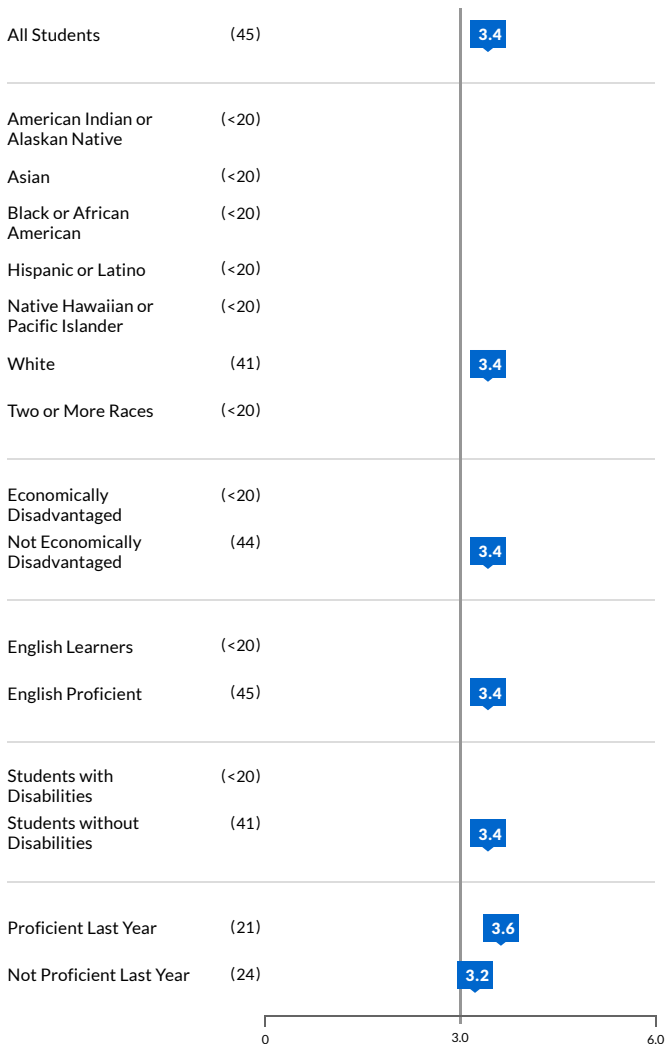 All Students (45) 3.4
American Indian or (<20)
Alaskan Native
Asian (<20)
Black or African (<20)
American
Hispanic or Latino (<20)
Native Hawaiian or (<20)
Pacific Islander
White (41) 3.4
Two or More Races (<20)
Economically (<20)
Disadvantaged
Not Economically (44) 3.4
Disadvantaged
English Learners (<20)
English Proficient (45) 3.4
Students with (<20)
Disabilities
Students without (41) 3.4
Disabilities
Proficient Last Year (21) 3.6
Not Proficient Last Year (24) 3.2
0 3.0 6.0